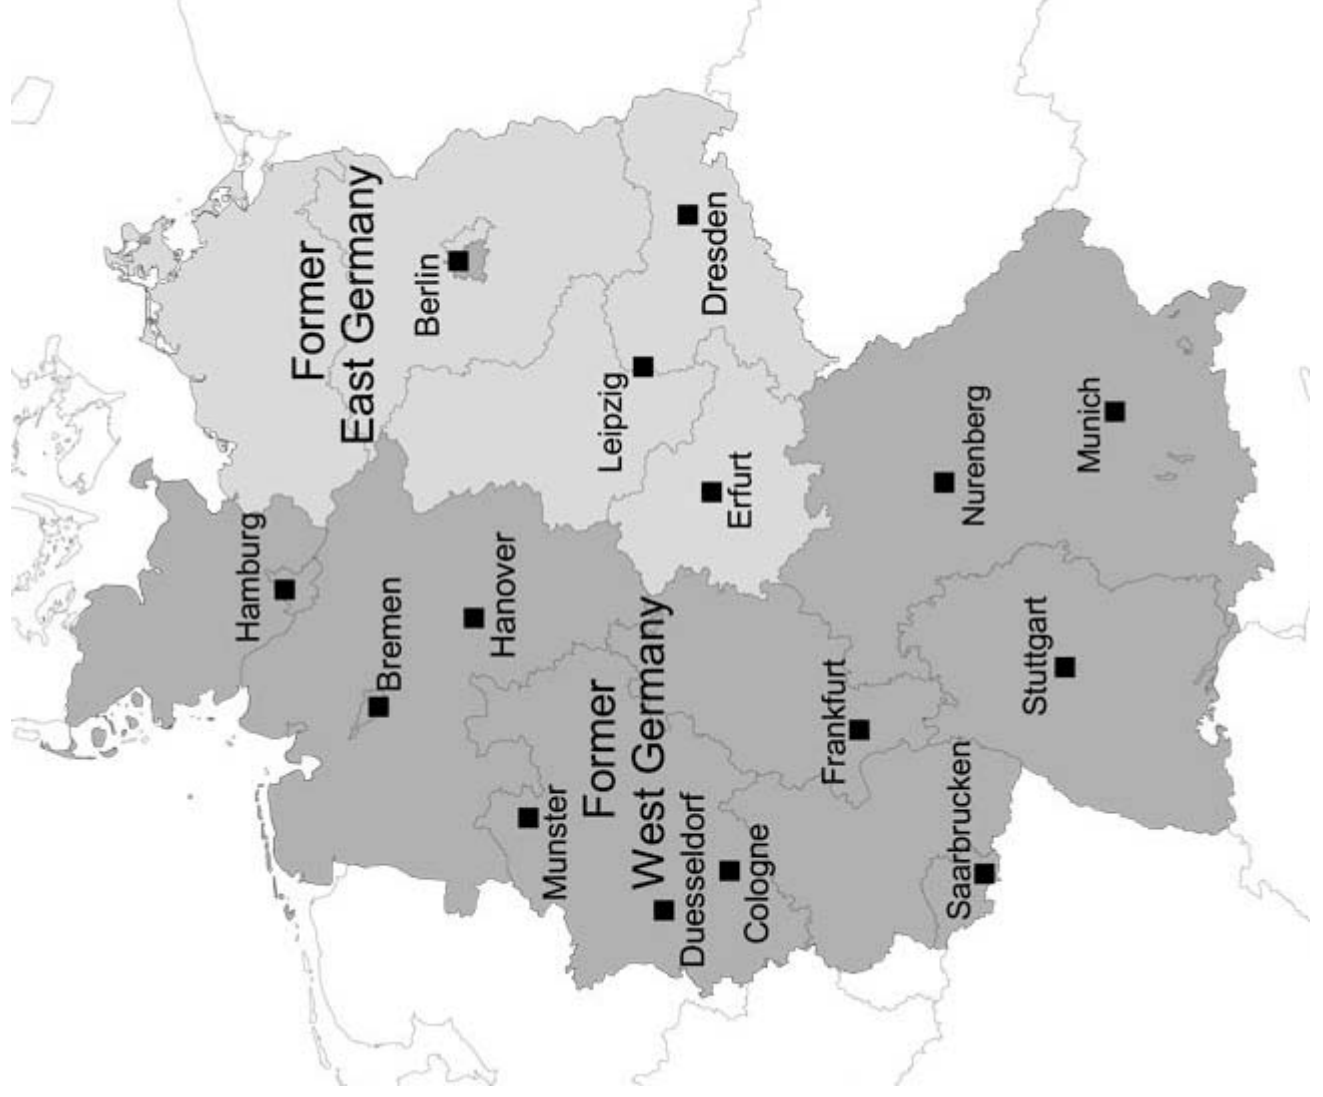 Hamburg
Former
East Germany
Bremen
Berlin
Hanover
Munster
Former
West Germany
Leipzig
Duesseldorf
Dresden
Erfurt
Cologne
Frankfurt
Saarbrucken
Nurenberg
Stuttgart
Munich